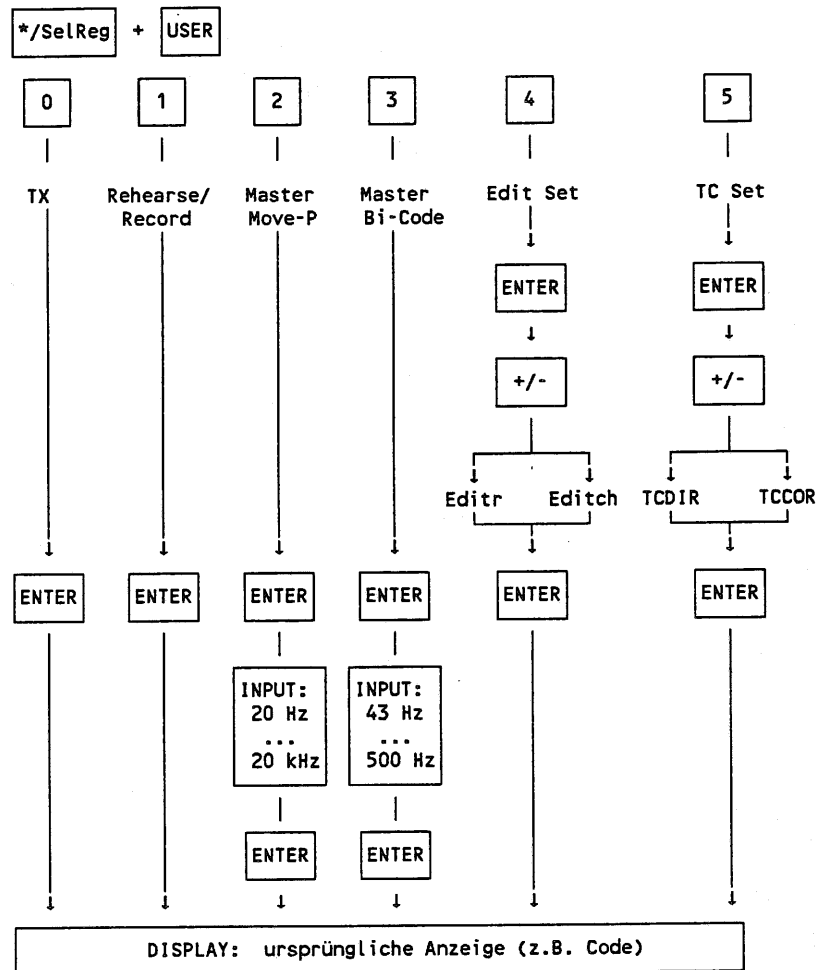 */SelReg + USER
0 1 2 3 4 5
TX Rehearse/ Master Master Edit Set TC Set
Record Move-P Bi-Code
ENTER ENTER
+/- +/-
Editr Editch TCDIR TCCOR
ENTER ENTER ENTER ENTER ENTER ENTER
INPUT: INPUT:
20 Hz 43 Hz
... ...
20 kHz 500 Hz
ENTER ENTER
DISPLAY: ursprüngliche Anzeige (z.B. Code)